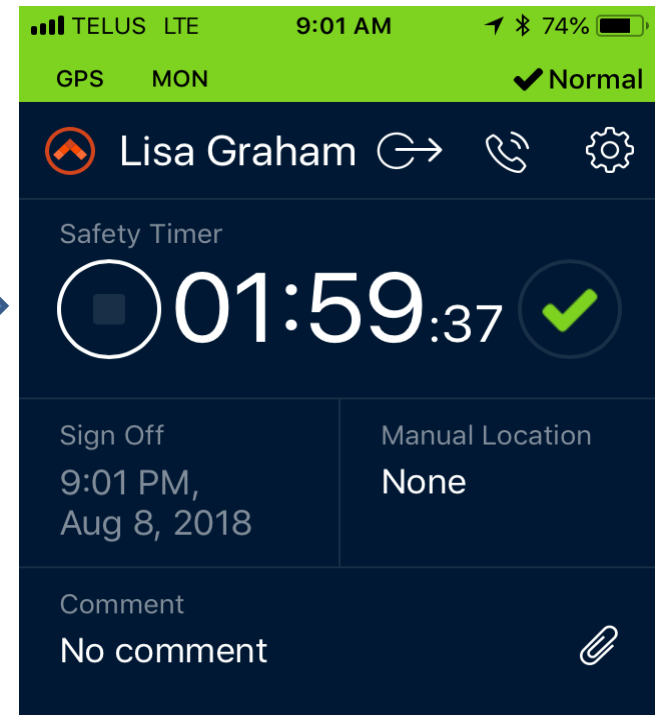 TELUS LTE 9:01 AM 74%
GPS MON Normal
Lisa Graham
Safety Timer
01:59:37
Sign Off
9:01 PM,
Aug 8, 2018
Manual Location
None
Comment
No comment